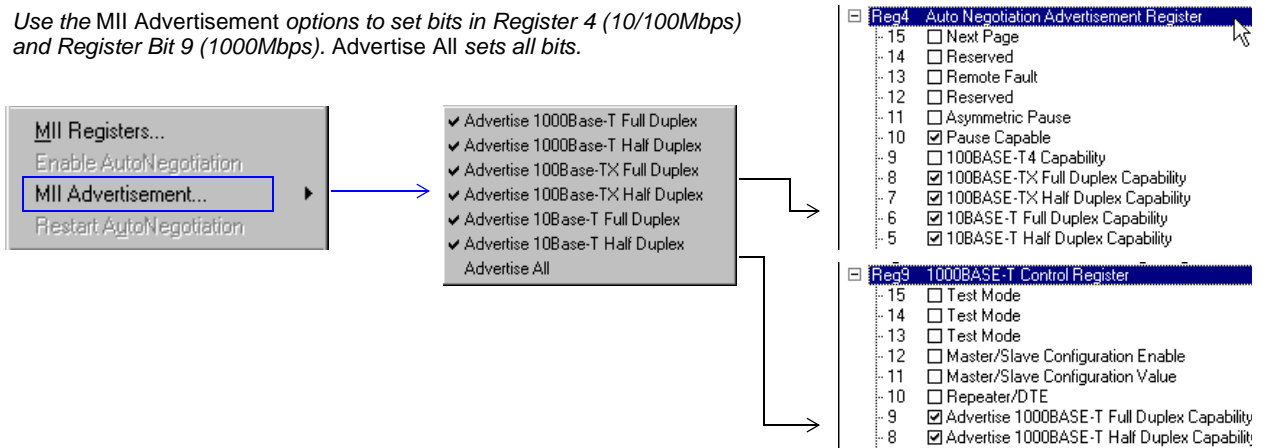 Use the MII Advertisement options to set bits in Register 4 (10/100Mbps)
and Register Bit 9 (1000Mbps). Advertise All sets all bits.
MII Registers...
Enable AutoNegotiation
MII Advertisement...
Restart AutoNegotiation
Advertise 1000Base-T Full Duplex
Advertise 1000Base-T Half Duplex
Advertise 100Base-TX Full Duplex
Advertise 100Base-TX Half Duplex
Advertise 10Base-T Full Duplex
Advertise 10Base-T Half Duplex
Advertise All
Reg4 Auto Negotiation Advertisement Register
15 Next Page
14 Reserved
13 Remote Fault
12 Reserved
11 Asymmetric Pause
10 Pause Capable
9 100BASE-T4 Capability
8 100BASE-TX Full Duplex Capability
7 100BASE-TX Half Duplex Capability
6 10BASE-T Full Duplex Capability
5 10BASE-T Half Duplex Capability
Reg9 1000BASE-T Control Register
15 Test Mode
14 Test Mode
13 Test Mode
12 Master/Slave Configuration Enable
11 Master/Slave Configuration Value
10 Repeater/DTE
9 Advertise 1000BASE-T Full Duplex Capability
8 Advertise 1000BASE-T Half Duplex Capability